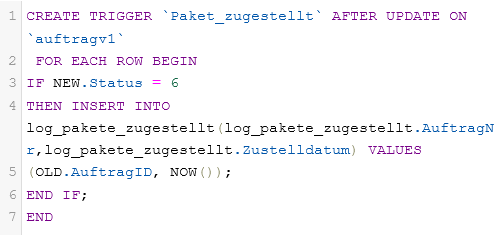 1 CREATE TRIGGER `Paket_zugestellt` AFTER UPDATE ON
`auftragv1`
2 FOR EACH ROW BEGIN
3 IF NEW.Status = 6
4 THEN INSERT INTO
log_pakete_zugestellt(log_pakete_zugestellt.AuftragN
r,log_pakete_zugestellt.Zustelldatum) VALUES
5 (OLD.AuftragID, NOW());
6 END IF;
7 END